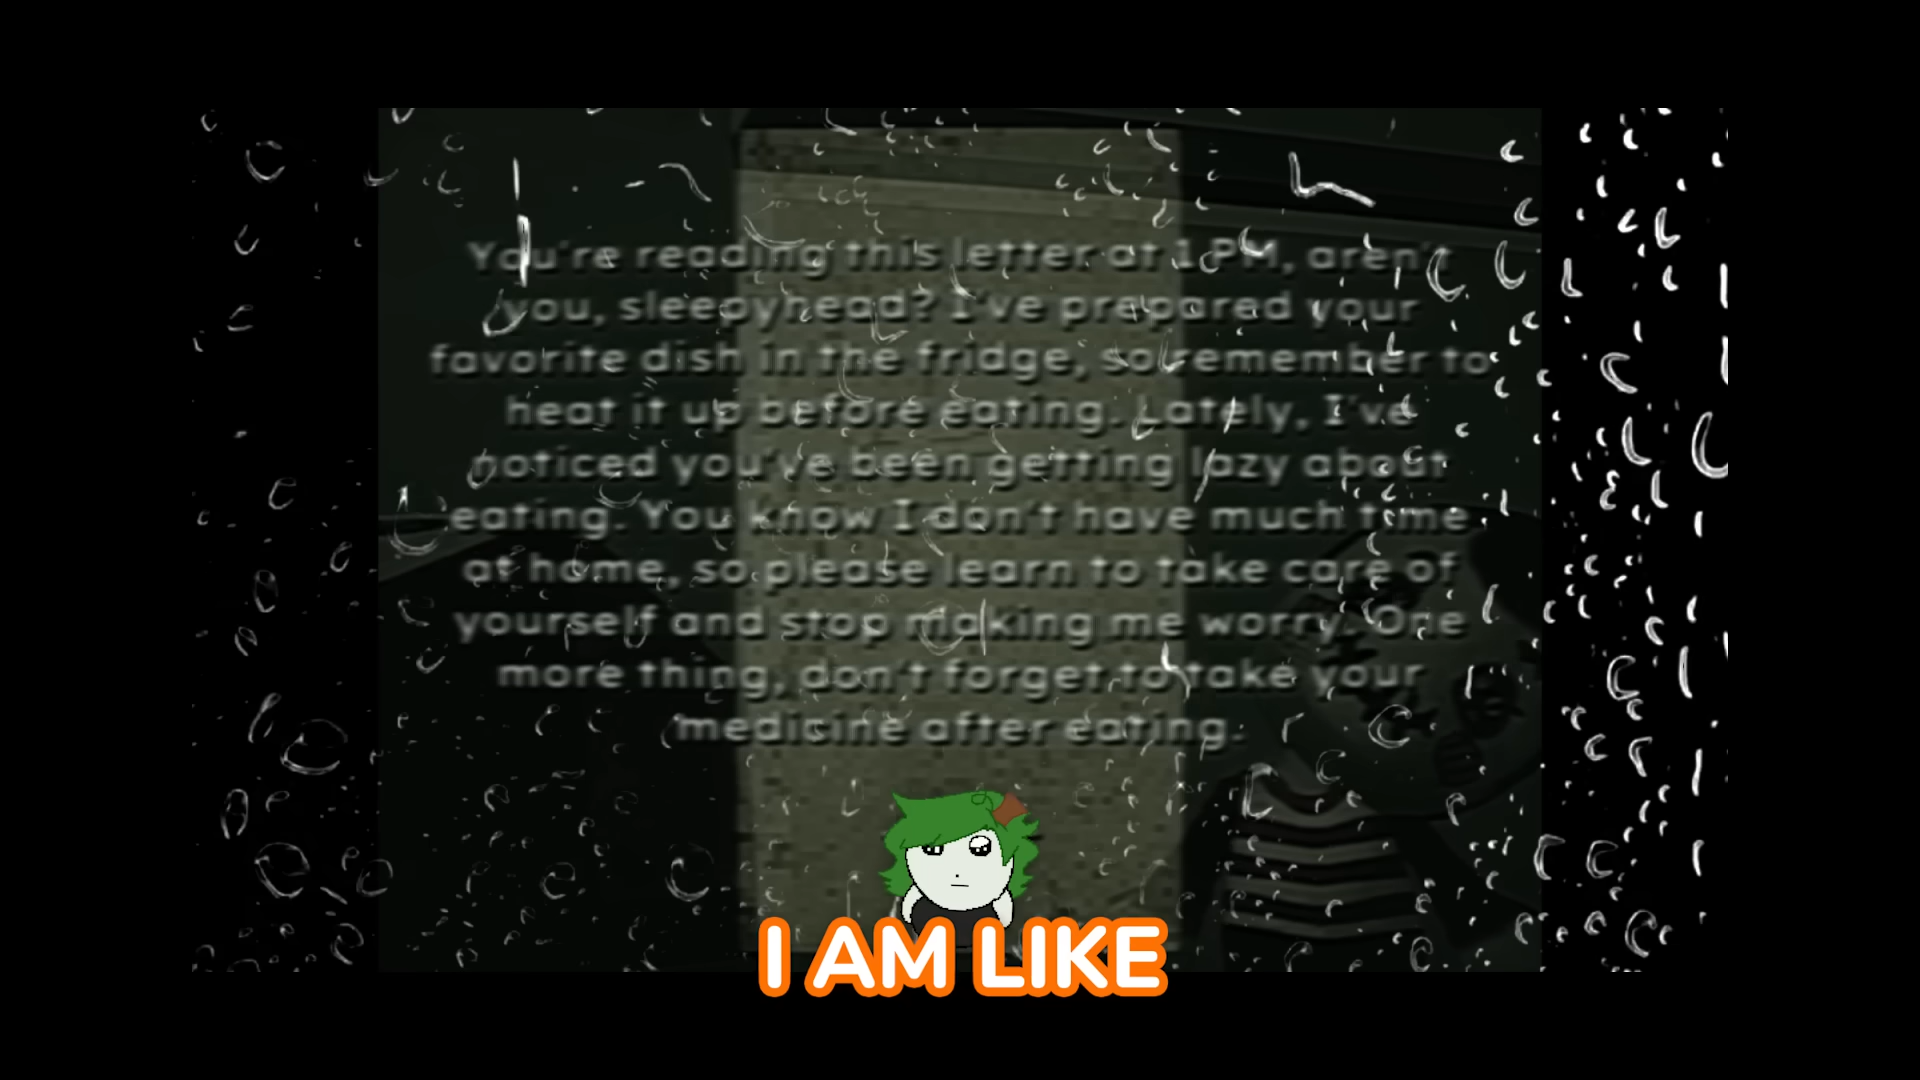 You're reading this letter at 1 PM, aren't
you, sleepyhead? I've prepared your
favorite dish in the fridge, so remember to
heat it up before eating. Lately, I've
noticed you've been getting lazy about
eating. You know I don't have much time
at home, so please learn to take care of
yourself and stop making me worry. One
more thing, don't forget to take your
medicine after eating.
I AM LIKE